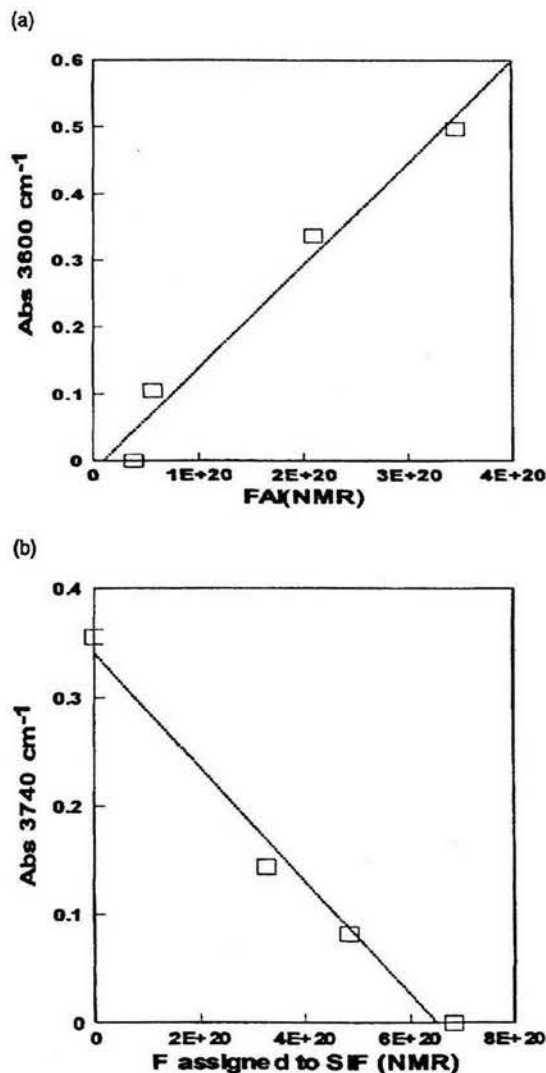 (a)
0.6
0.5
0.4
0.3
0.2
0.1
0
Abs 3600 cm-1
0 1E+20 2E+20 3E+20 4E+20
FAl(NMR)
(b)
0.4
0.3
0.2
0.1
0
Abs 3740 cm-1
0 2E+20 4E+20 6E+20 8E+20
F assigned to SIF (NMR)